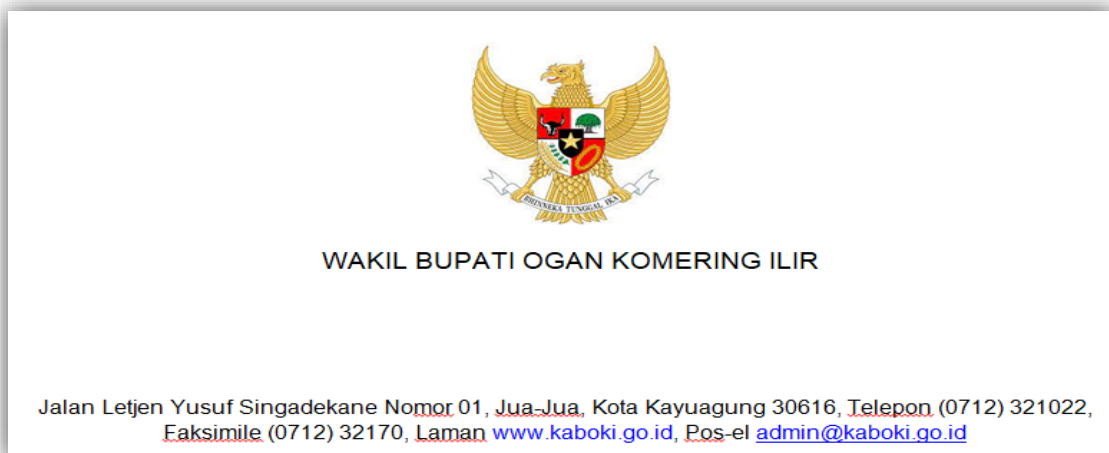 BHINNEKA TUNGGAL IKA
WAKIL BUPATI OGAN KOMERING ILIR
Jalan Letjen Yusuf Singadekane Nomor 01, Jua-Jua, Kota Kayuagung 30616, Telepon (0712) 321022,
Faksimile (0712) 32170, Laman www.kaboki.go.id, Pos-el admin@kaboki.go.id